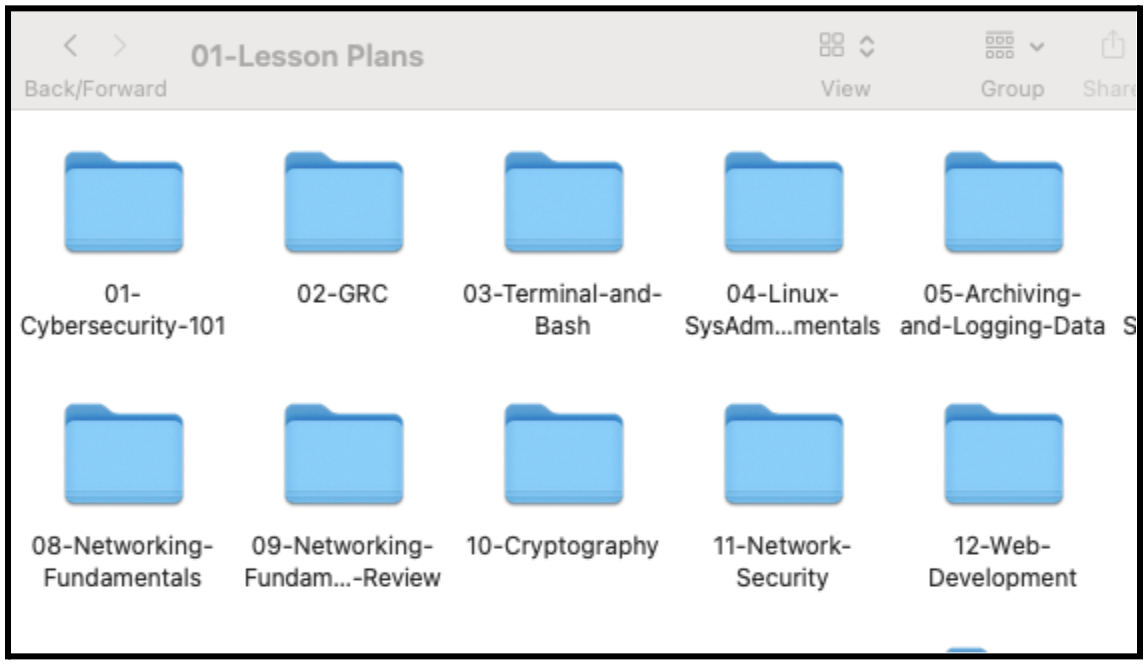 01-Lesson Plans
Back/Forward
View
Group
Share
01-
Cybersecurity-101
02-GRC
03-Terminal-and-
Bash
04-Linux-
SysAdm...mentals
05-Archiving-
and-Logging-Data
S
08-Networking-
Fundamentals
09-Networking-
Fundam...-Review
10-Cryptography
11-Network-
Security
12-Web-
Development